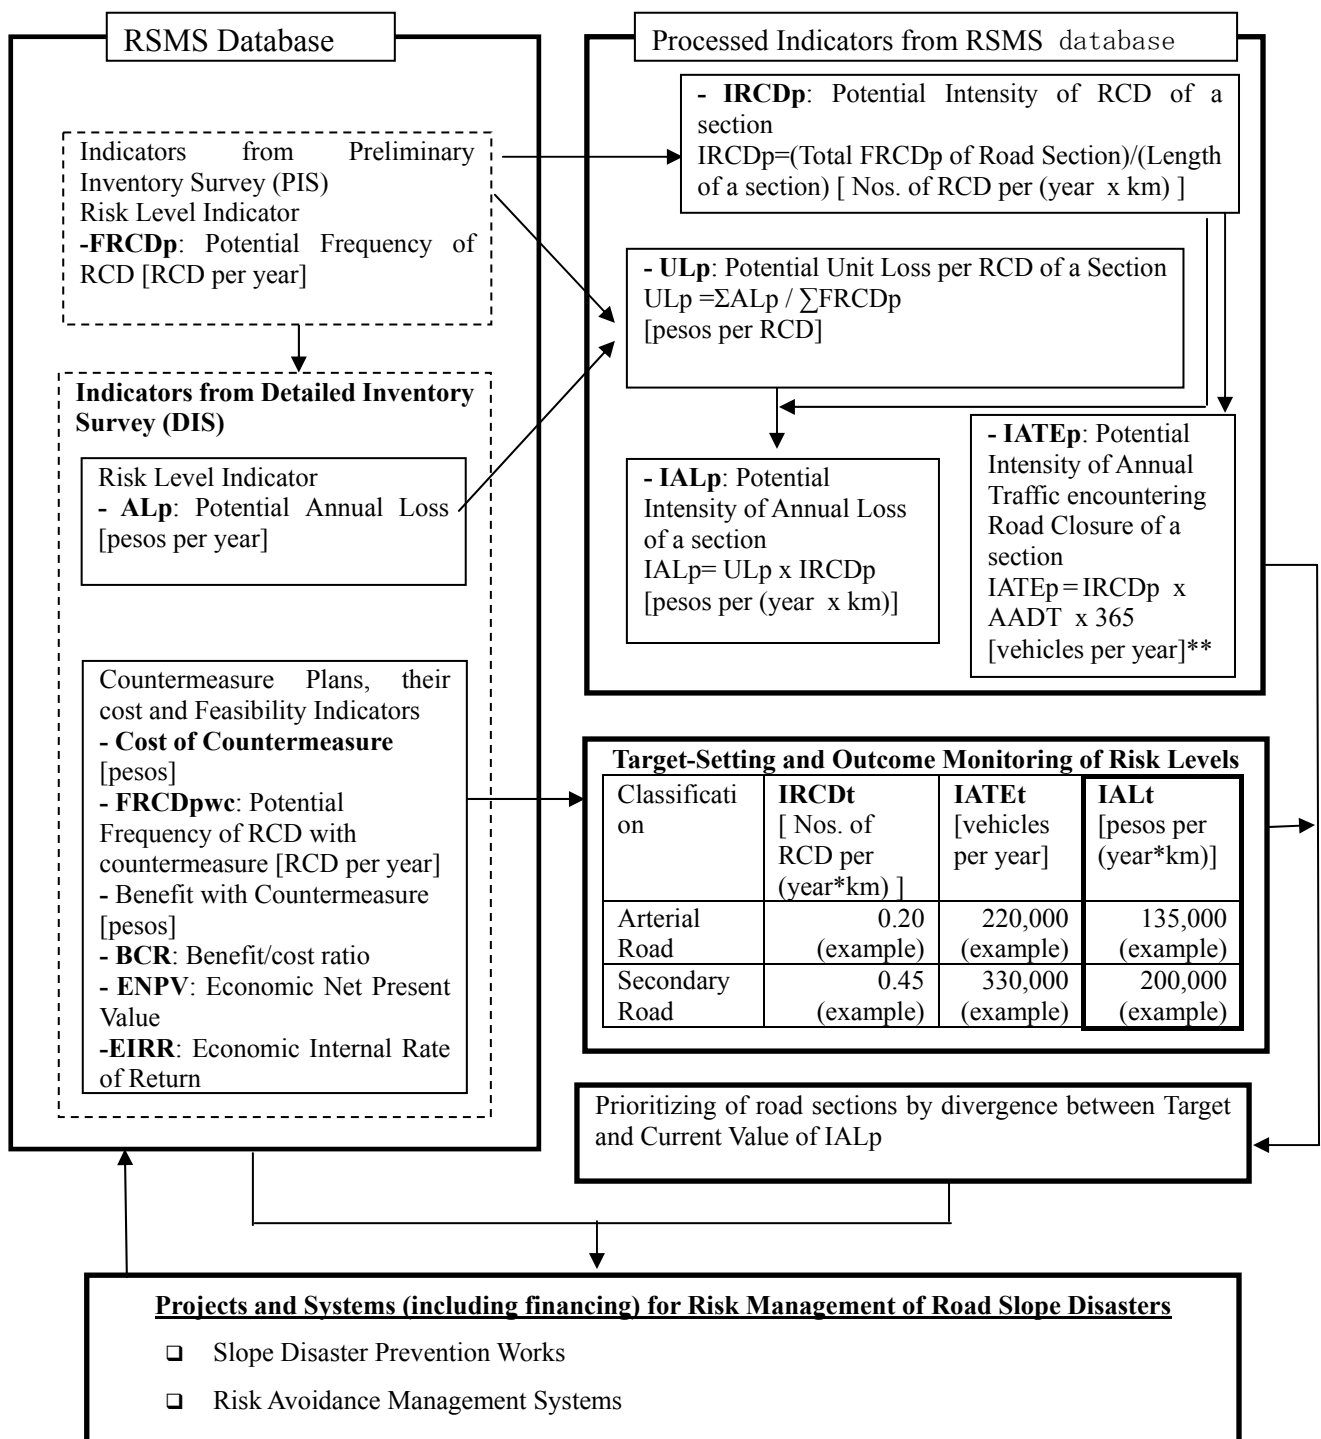 RSMS Database
Indicators from Preliminary
Inventory Survey (PIS)
Risk Level Indicator
-FRCDp: Potential Frequency of
RCD [RCD per year]
Indicators from Detailed Inventory
Survey (DIS)
Risk Level Indicator
- ALp: Potential Annual Loss
[pesos per year]
Countermeasure Plans, their
cost and Feasibility Indicators
- Cost of Countermeasure
[pesos]
- FRCDpwc: Potential
Frequency of RCD with
countermeasure [RCD per year]
- Benefit with Countermeasure
[pesos]
- BCR: Benefit/cost ratio
- ENPV: Economic Net Present
Value
-EIRR: Economic Internal Rate
of Return
Processed Indicators from RSMS database
- IRCDp: Potential Intensity of RCD of a
section
IRCDp=(Total FRCDp of Road Section)/(Length
of a section) [ Nos. of RCD per (year x km) ]
- ULp: Potential Unit Loss per RCD of a Section
ULp =ΣALp / ∑FRCDp
[pesos per RCD]
- IALp: Potential
Intensity of Annual Loss
of a section
IALp= ULp x IRCDp
[pesos per (year x km)]
- IATEp: Potential
Intensity of Annual
Traffic encountering
Road Closure of a
section
IATEp=IRCDp x
AADT x 365
[vehicles per year]**
Target-Setting and Outcome Monitoring of Risk Levels
Classificati
on
IRCDt
[ Nos. of
RCD per
(year*km) ]
IATEt
[vehicles
per year]
IALt
[pesos per
(year*km)]
Arterial
Road
0.20
(example)
220,000
(example)
135,000
(example)
Secondary
Road
0.45
(example)
330,000
(example)
200,000
(example)
Prioritizing of road sections by divergence between Target
and Current Value of IALp
Projects and Systems (including financing) for Risk Management of Road Slope Disasters
❑ Slope Disaster Prevention Works
❑ Risk Avoidance Management Systems